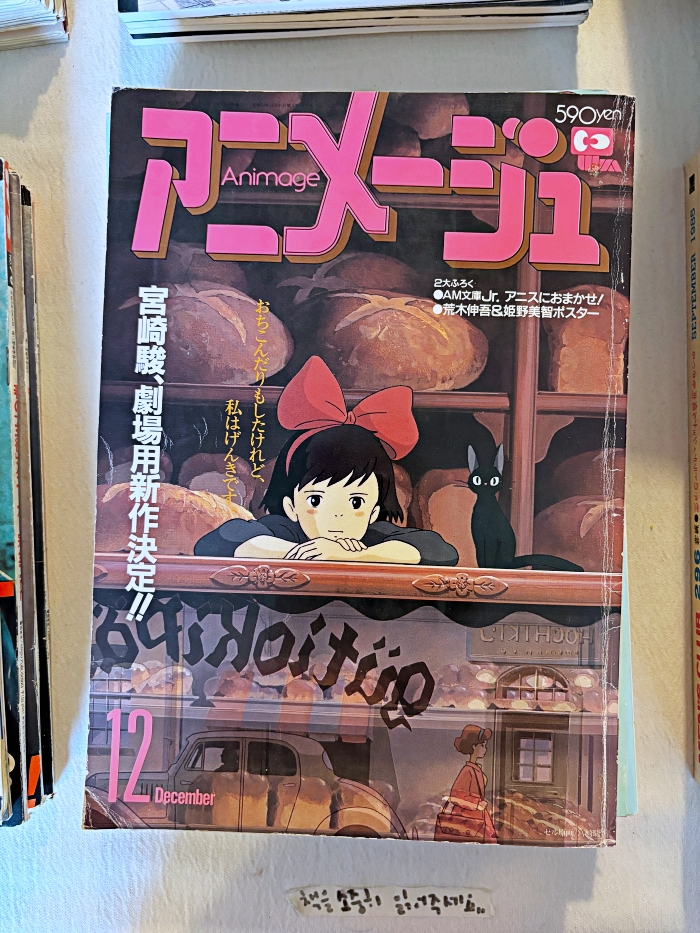 590yen
アニメージュ
Animage
2大ふろく
●AM文庫Jr. アニスにおまかせ!
●荒木伸吾&姫野美智ポスター
宮崎駿、劇場用新作決定!!
おちこんだりもしたけれど、
私はげんきです
gütiokipä
12
December
SEPTEMBER 198
책을 소중히 읽어주세요..